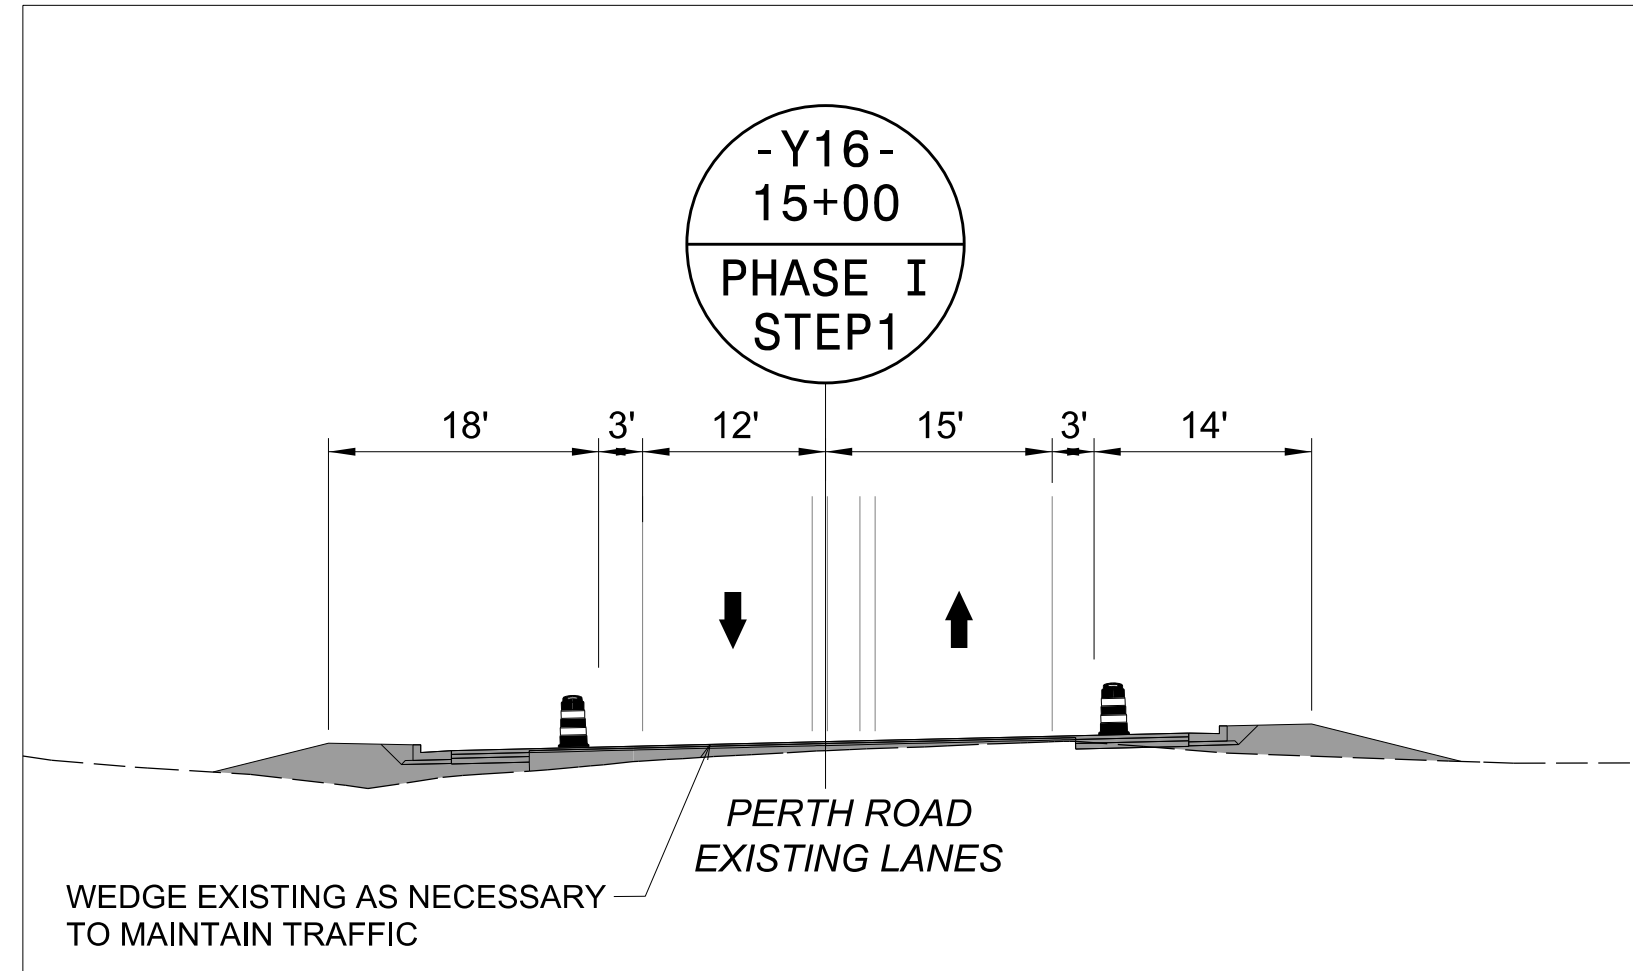 -Y16-
15+00
PHASE I
STEP1
18' 3' 12' 15' 3' 14'
PERTH ROAD
EXISTING LANES
WEDGE EXISTING AS NECESSARY
TO MAINTAIN TRAFFIC